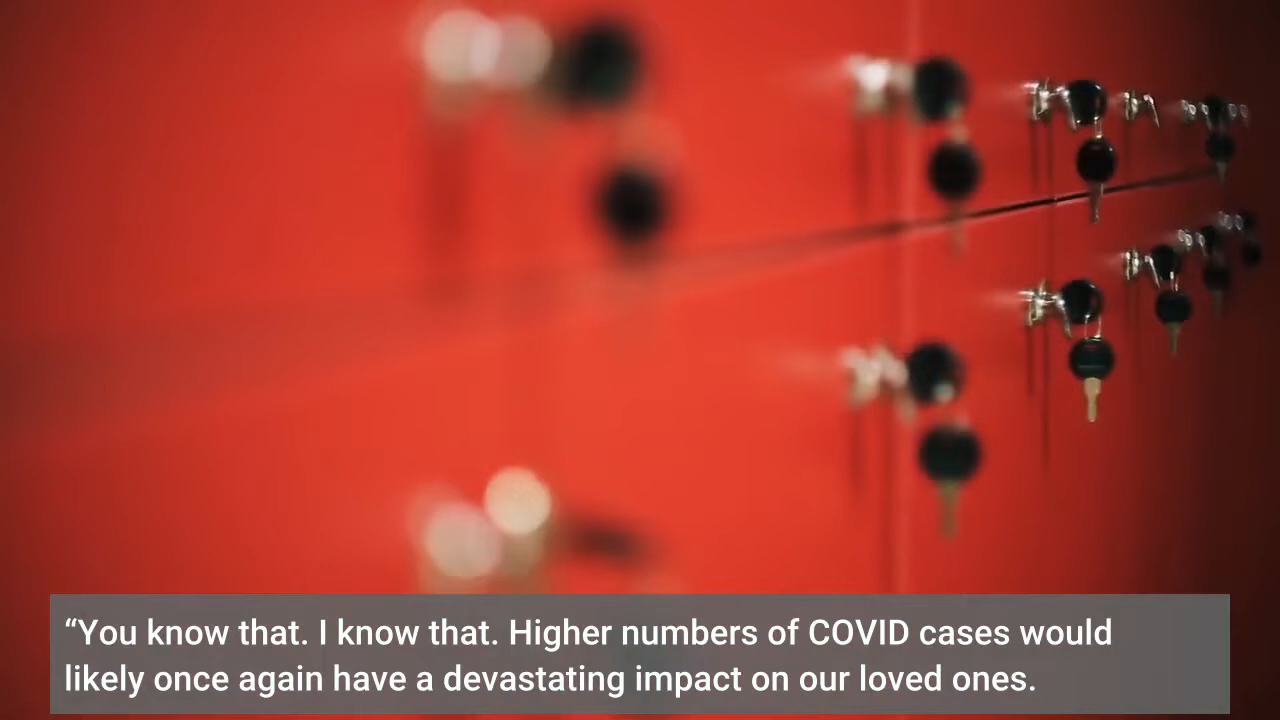 “You know that. I know that. Higher numbers of COVID cases would
likely once again have a devastating impact on our loved ones.